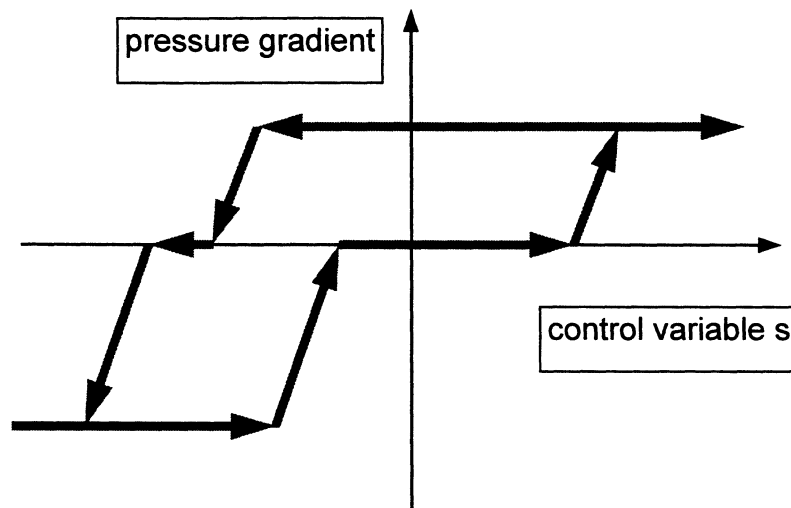 pressure gradient
control variable s